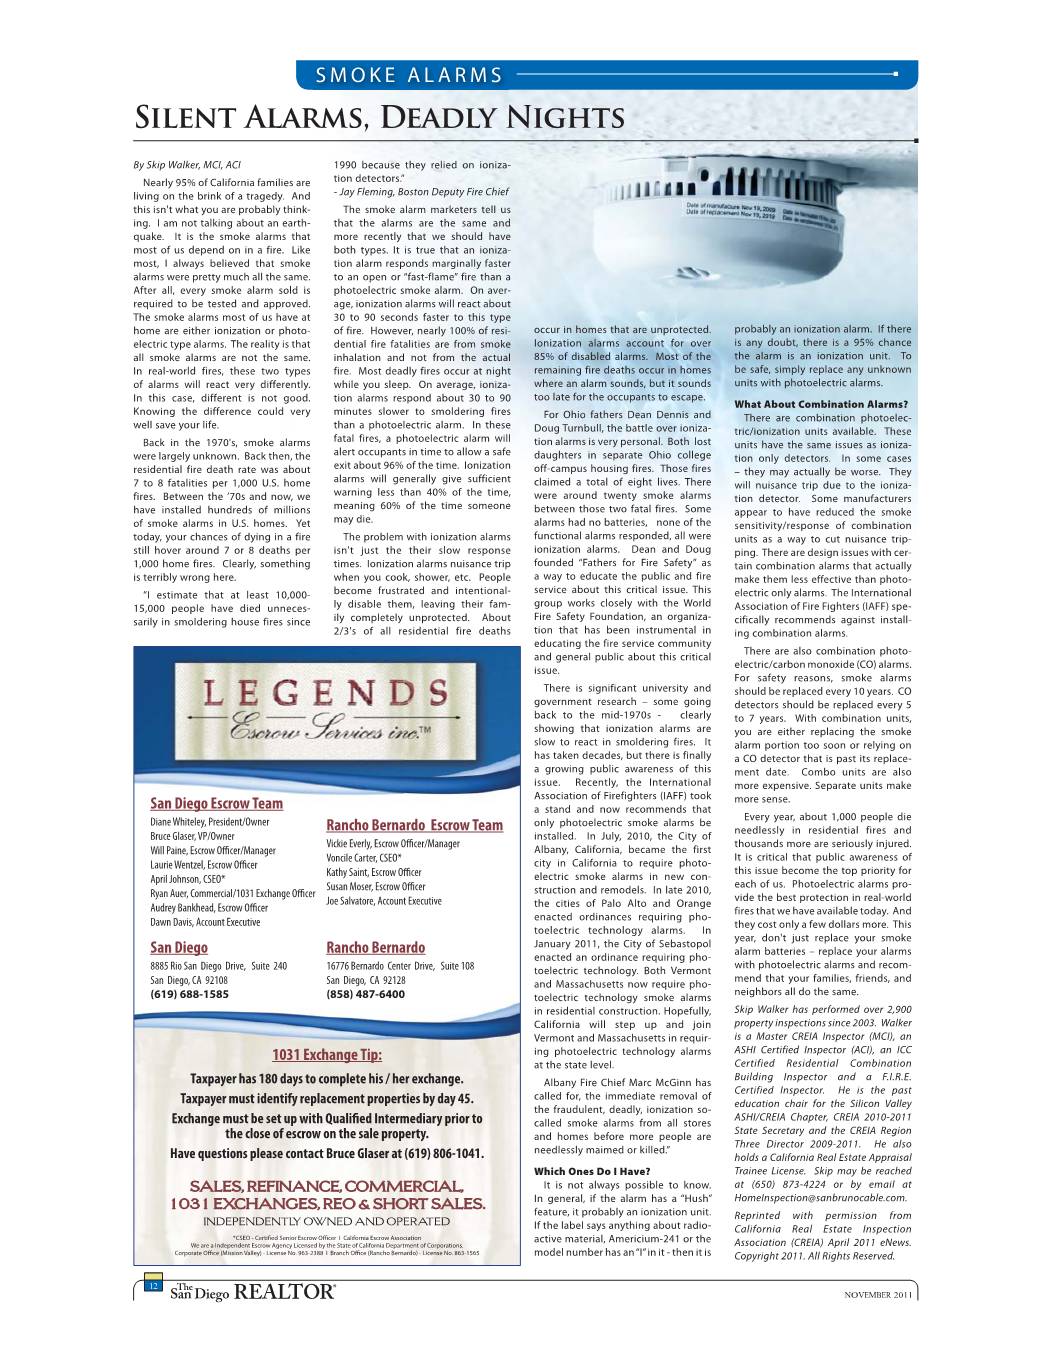 SMOKE ALARMS
SILENT ALARMS, DEADLY NIGHTS
By Skip Walker, MCI, ACI
Nearly 95% of California families are
living on the brink of a tragedy. And
this isn't what you are probably think-
ing. I am not talking about an earth-
quake. It is the smoke alarms that
most of us depend on in a fire. Like
most, I always believed that smoke
alarms were pretty much all the same.
After all, every smoke alarm sold is
required to be tested and approved.
The smoke alarms most of us have at
home are either ionization or photo-
electric type alarms. The reality is that
all smoke alarms are not the same.
In real-world fires, these two types
of alarms will react very differently.
In this case, different is not good.
Knowing the difference could very
well save your life.
Back in the 1970's, smoke alarms
were largely unknown. Back then, the
residential fire death rate was about
7 to 8 fatalities per 1,000 U.S. home
fires. Between the '70s and now, we
have installed hundreds of millions
of smoke alarms in U.S. homes. Yet
today, your chances of dying in a fire
still hover around 7 or 8 deaths per
1,000 home fires. Clearly, something
is terribly wrong here.
"I estimate that at least 10,000-
15,000 people have died unneces-
sarily in smoldering house fires since
1990 because they relied on ioniza-
tion detectors."
- Jay Fleming, Boston Deputy Fire Chief
The smoke alarm marketers tell us
that the alarms are the same and
more recently that we should have
both types. It is true that an ioniza-
tion alarm responds marginally faster
to an open or "fast-flame" fire than a
photoelectric smoke alarm. On aver-
age, ionization alarms will react about
30 to 90 seconds faster to this type
of fire. However, nearly 100% of resi-
dential fire fatalities are from smoke
inhalation and not from the actual
fire. Most deadly fires occur at night
while you sleep. On average, ioniza-
tion alarms respond about 30 to 90
minutes slower to smoldering fires
than a photoelectric alarm. In these
fatal fires, a photoelectric alarm will
alert occupants in time to allow a safe
exit about 96% of the time. Ionization
alarms will generally give sufficient
warning less than 40% of the time,
meaning 60% of the time someone
may die.
The problem with ionization alarms
isn't just the their slow response
times. Ionization alarms nuisance trip
when you cook, shower, etc. People
become frustrated and intentional-
ly disable them, leaving their fam-
ily completely unprotected. About
2/3's of all residential fire deaths
Date of manufacture Nov 19, 2009
Date of replacement Nov 19, 2019
occur in homes that are unprotected.
Ionization alarms account for over
85% of disabled alarms. Most of the
remaining fire deaths occur in homes
where an alarm sounds, but it sounds
too late for the occupants to escape.
For Ohio fathers Dean Dennis and
Doug Turnbull, the battle over ioniza-
tion alarms is very personal. Both lost
daughters in separate Ohio college
off-campus housing fires. Those fires
claimed a total of eight lives. There
were around twenty smoke alarms
between those two fatal fires. Some
alarms had no batteries, none of the
functional alarms responded, all were
ionization alarms. Dean and Doug
founded "Fathers for Fire Safety" as
a way to educate the public and fire
service about this critical issue. This
group works closely with the World
Fire Safety Foundation, an organiza-
tion that has been instrumental in
educating the fire service community
and general public about this critical
issue.
There is significant university and
government research – some going
back to the mid-1970s - clearly
showing that ionization alarms are
slow to react in smoldering fires. It
has taken decades, but there is finally
a growing public awareness of this
issue. Recently, the International
Association of Firefighters (IAFF) took
a stand and now recommends that
only photoelectric smoke alarms be
installed. In July, 2010, the City of
Albany, California, became the first
city in California to require photo-
electric smoke alarms in new con-
struction and remodels. In late 2010,
the cities of Palo Alto and Orange
enacted ordinances requiring pho-
toelectric technology alarms. In
January 2011, the City of Sebastopol
enacted an ordinance requiring pho-
toelectric technology. Both Vermont
and Massachusetts now require pho-
toelectric technology smoke alarms
in residential construction. Hopefully,
California will step up and join
Vermont and Massachusetts in requir-
ing photoelectric technology alarms
at the state level.
Albany Fire Chief Marc McGinn has
called for, the immediate removal of
the fraudulent, deadly, ionization so-
called smoke alarms from all stores
and homes before more people are
needlessly maimed or killed."
Which Ones Do I Have?
It is not always possible to know.
In general, if the alarm has a "Hush"
feature, it probably an ionization unit.
If the label says anything about radio-
active material, Americium-241 or the
model number has an "I" in it - then it is
probably an ionization alarm. If there
is any doubt, there is a 95% chance
the alarm is an ionization unit. To
be safe, simply replace any unknown
units with photoelectric alarms.
What About Combination Alarms?
There are combination photoelec-
tric/ionization units available. These
units have the same issues as ioniza-
tion only detectors. In some cases
– they may actually be worse. They
will nuisance trip due to the ioniza-
tion detector. Some manufacturers
appear to have reduced the smoke
sensitivity/response of combination
units as a way to cut nuisance trip-
ping. There are design issues with cer-
tain combination alarms that actually
make them less effective than photo-
electric only alarms. The International
Association of Fire Fighters (IAFF) spe-
cifically recommends against install-
ing combination alarms.
There are also combination photo-
electric/carbon monoxide (CO) alarms.
For safety reasons, smoke alarms
should be replaced every 10 years. CO
detectors should be replaced every 5
to 7 years. With combination units,
you are either replacing the smoke
alarm portion too soon or relying on
a CO detector that is past its replace-
ment date. Combo units are also
more expensive. Separate units make
more sense.
Every year, about 1,000 people die
needlessly in residential fires and
thousands more are seriously injured.
It is critical that public awareness of
this issue become the top priority for
each of us. Photoelectric alarms pro-
vide the best protection in real-world
fires that we have available today. And
they cost only a few dollars more. This
year, don't just replace your smoke
alarm batteries – replace your alarms
with photoelectric alarms and recom-
mend that your families, friends, and
neighbors all do the same.
Skip Walker has performed over 2,900
property inspections since 2003. Walker
is a Master CREIA Inspector (MCI), an
ASHI Certified Inspector (ACI), an ICC
Certified Residential Combination
Building Inspector and a F.I.R.E.
Certified Inspector. He is the past
education chair for the Silicon Valley
ASHI/CREIA Chapter, CREIA 2010-2011
State Secretary and the CREIA Region
Three Director 2009-2011. He also
holds a California Real Estate Appraisal
Trainee License. Skip may be reached
at (650) 873-4224 or by email at
HomeInspection@sanbrunocable.com.
Reprinted with permission from
California Real Estate Inspection
Association (CREIA) April 2011 eNews.
Copyright 2011. All Rights Reserved.
LEGENDS
Escrow Services inc.™
San Diego Escrow Team
Diane Whiteley, President/Owner
Bruce Glaser, VP/Owner
Will Paine, Escrow Officer/Manager
Laurie Wentzel, Escrow Officer
April Johnson, CSEO*
Ryan Auer, Commercial/1031 Exchange Officer
Audrey Bankhead, Escrow Officer
Dawn Davis, Account Executive
Rancho Bernardo Escrow Team
Vickie Everly, Escrow Officer/Manager
Voncile Carter, CSEO*
Kathy Saint, Escrow Officer
Susan Moser, Escrow Officer
Joe Salvatore, Account Executive
San Diego
8885 Rio San Diego Drive, Suite 240
San Diego, CA 92108
(619) 688-1585
Rancho Bernardo
16776 Bernardo Center Drive, Suite 108
San Diego, CA 92128
(858) 487-6400
1031 Exchange Tip:
Taxpayer has 180 days to complete his / her exchange.
Taxpayer must identify replacement properties by day 45.
Exchange must be set up with Qualified Intermediary prior to
the close of escrow on the sale property.
Have questions please contact Bruce Glaser at (619) 806-1041.
SALES, REFINANCE, COMMERCIAL,
1031 EXCHANGES, REO & SHORT SALES.
INDEPENDENTLY OWNED AND OPERATED
*CSEO - Certified Senior Escrow Officer I California Escrow Association
We are a Independent Escrow Agency Licensed by the State of California Department of Corporations.
Corporate Office (Mission Valley) - License No. 963-2388 I Branch Office (Rancho Bernardo) - License No. 863-1565
12
The San Diego REALTOR®
NOVEMBER 2011